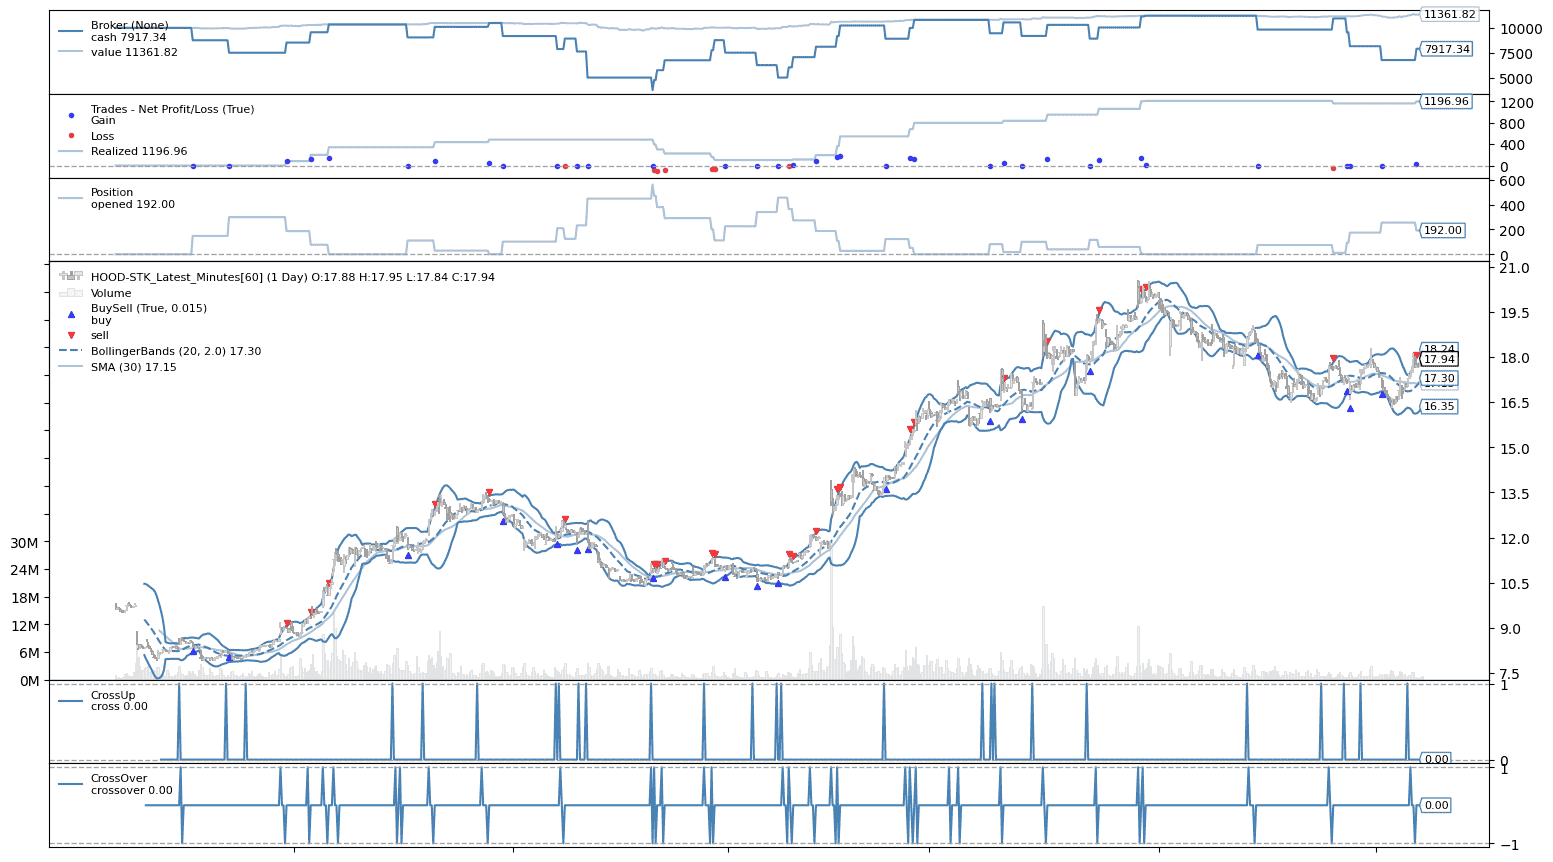 Broker (None)
cash 7917.34
value 11361.82
11361.82
10000
7500
7917.34
5000
Trades - Net Profit/Loss (True)
Gain
Loss
Realized 1196.96
1196.96
1200
800
400
0
Position
opened 192.00
600
400
200
192.00
0
HOOD-STK_Latest_Minutes[60] (1 Day) O:17.88 H:17.95 L:17.84 C:17.94
Volume
BuySell (True, 0.015)
buy
sell
BollingerBands (20, 2.0) 17.30
SMA (30) 17.15
21.0
19.5
18.24
18.0
17.94
17.30
16.5
16.35
15.0
13.5
12.0
10.5
9.0
7.5
30M
24M
18M
12M
6M
0M
CrossUp
cross 0.00
1
0.00
0
CrossOver
crossover 0.00
1
0.00
−1